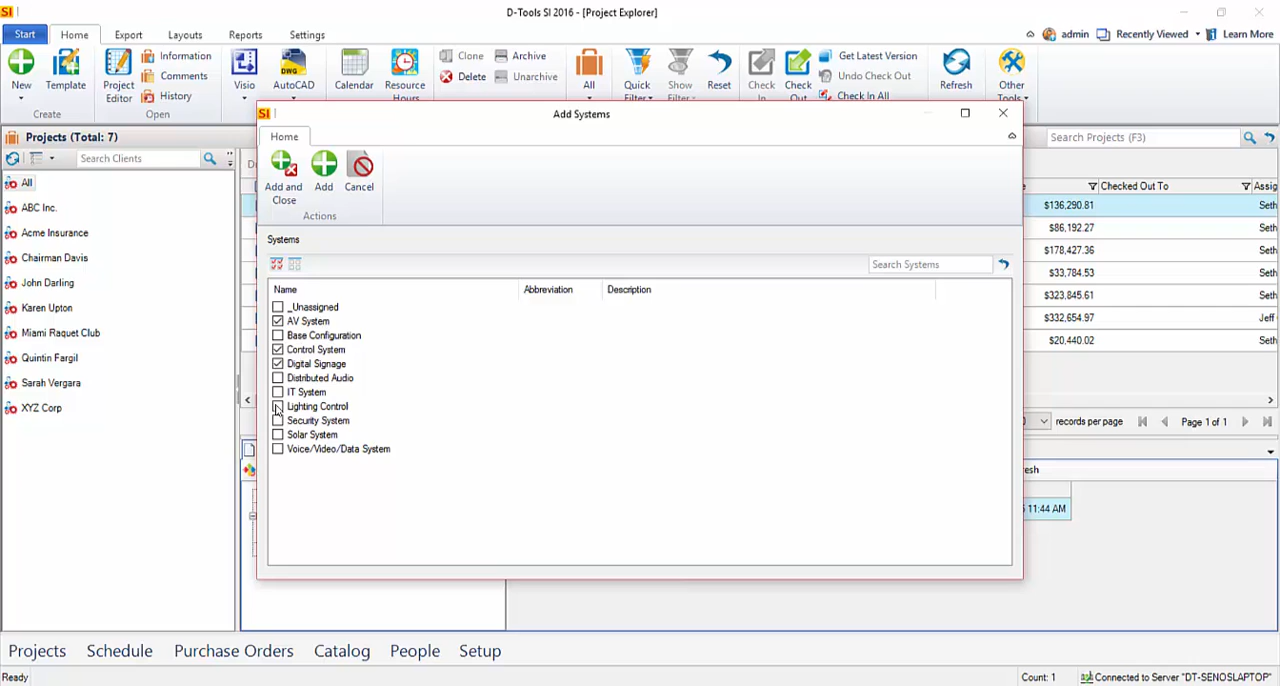 SI D-Tools SI 2016 - [Project Explorer]
Start Home Export Layouts Reports Settings admin Recently Viewed Learn More
New Template Project Editor Information Comments History Visio AutoCAD Calendar Resource Hours Clone Delete Archive Unarchive All Quick Filter Show Filter Reset Check In Check Out Get Latest Version Undo Check Out Check In All Refresh Other Tools
DWG
Create Open
SI Add Systems
Projects (Total: 7) Home Search Projects (F3)
Search Clients
Add and Close Add Cancel
Actions
All
ABC Inc.
Acme Insurance
Chairman Davis
John Darling
Karen Upton
Miami Raquet Club
Quintin Fargil
Sarah Vergara
XYZ Corp
Systems
Search Systems
Name Abbreviation Description
_Unassigned
AV System
Base Configuration
Control System
Digital Signage
Distributed Audio
IT System
Lighting Control
Security System
Solar System
Voice/Video/Data System
Checked Out To Assig
$136,290.81 Seth
$86,192.27 Seth
$178,427.36 Seth
$33,784.53 Seth
$323,845.61 Seth
$332,654.97 Jeff
$20,440.02 Seth
records per page Page 1 of 1
esh
11:44 AM
Projects Schedule Purchase Orders Catalog People Setup
Ready Count: 1 Connected to Server "DT-SENOSLAPTOP"